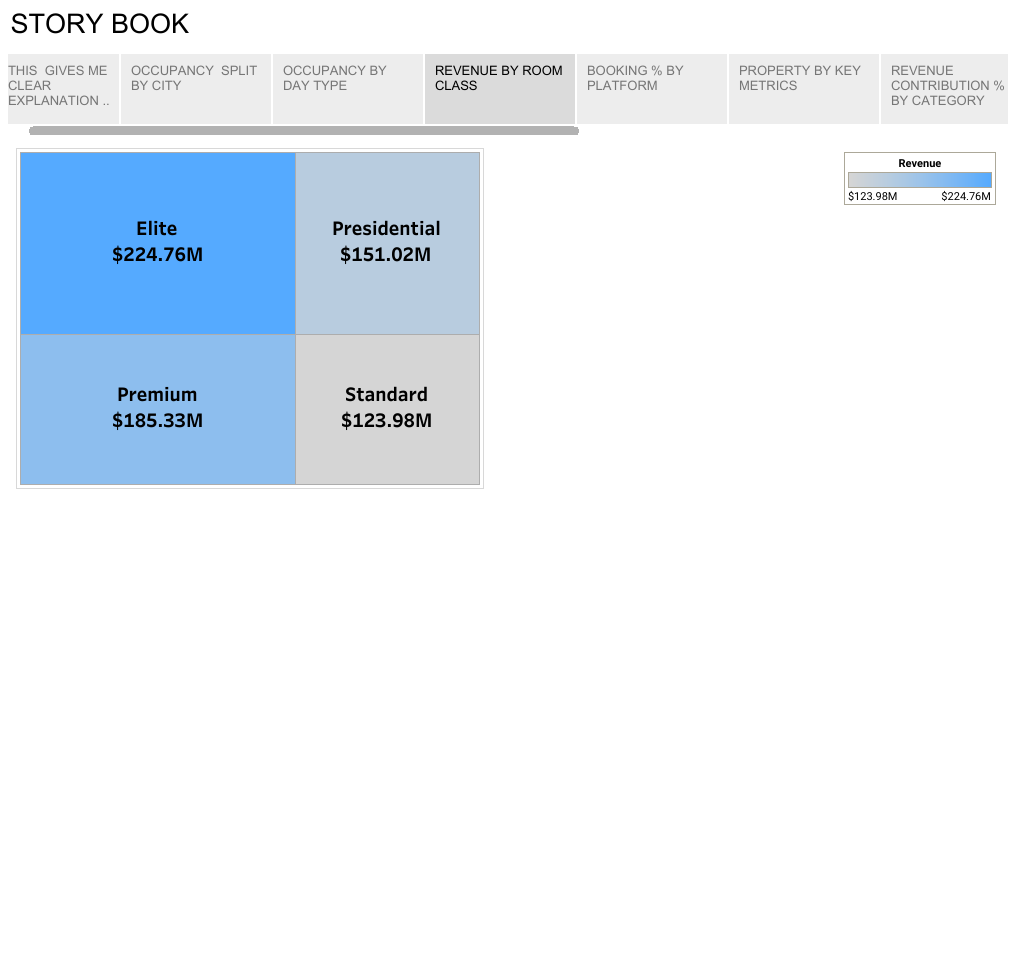 STORY BOOK
THIS  GIVES ME
CLEAR
EXPLANATION ..
OCCUPANCY  SPLIT
BY CITY
OCCUPANCY BY
DAY TYPE
REVENUE BY ROOM
CLASS
BOOKING % BY
PLATFORM
PROPERTY BY KEY
METRICS
REVENUE
CONTRIBUTION %
BY CATEGORY
Elite
$224.76M
Presidential
$151.02M
Premium
$185.33M
Standard
$123.98M
Revenue
$123.98M $224.76M